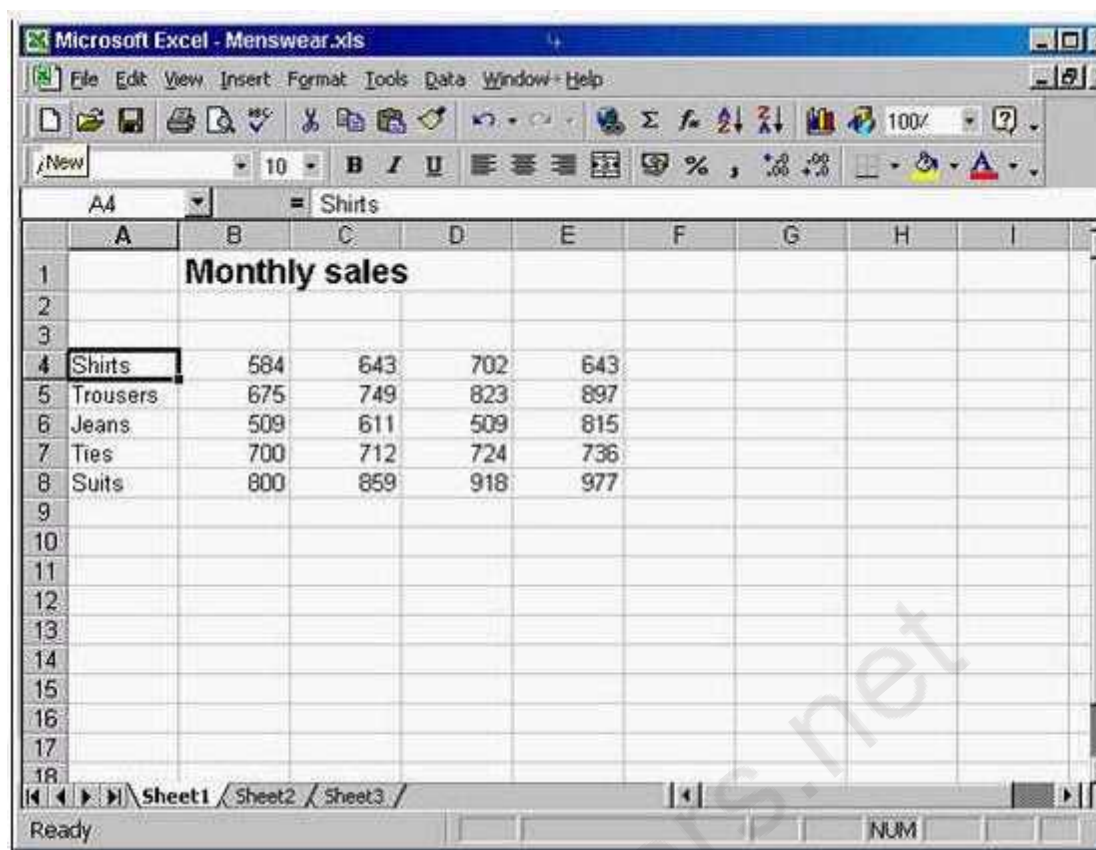 Microsoft Excel - Menswear.xls
File Edit View Insert Format Tools Data Window Help
100%
New 10 B I U % ,
A4 = Shirts
A B C D E F G H I
1 Monthly sales
2
3
4 Shirts 584 643 702 643
5 Trousers 675 749 823 897
6 Jeans 509 611 509 815
7 Ties 700 712 724 736
8 Suits 800 859 918 977
9
10
11
12
13
14
15
16
17
18
Sheet1 Sheet2 Sheet3
Ready NUM